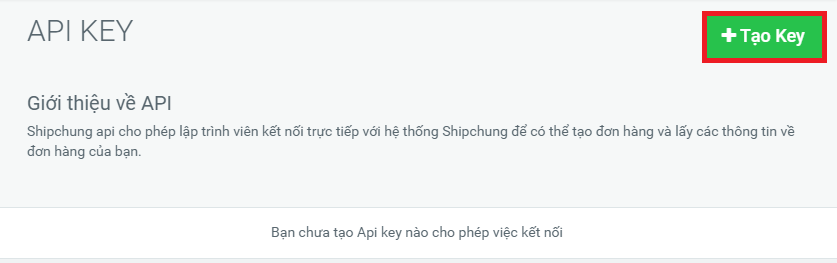 API KEY
+ Tạo Key
Giới thiệu về API
Shipchung api cho phép lập trình viên kết nối trực tiếp với hệ thống Shipchung để có thể tạo đơn hàng và lấy các thông tin về
đơn hàng của bạn.
Bạn chưa tạo Api key nào cho phép việc kết nối